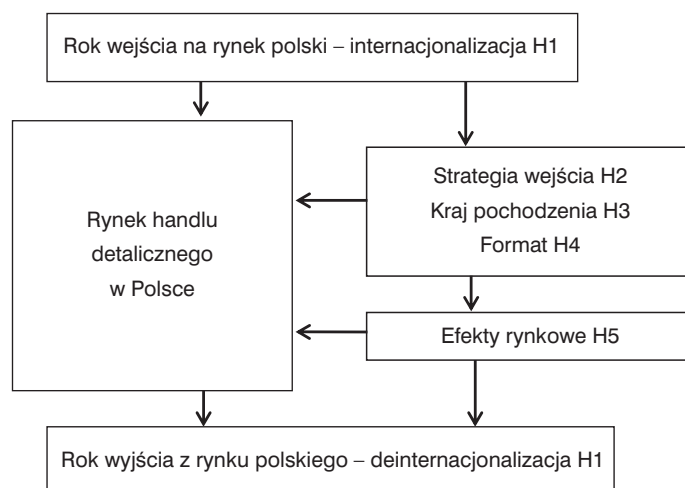 Rok wejścia na rynek polski – internacjonalizacja H1
Rynek handlu
detalicznego
w Polsce
Strategia wejścia H2
Kraj pochodzenia H3
Format H4
Efekty rynkowe H5
Rok wyjścia z rynku polskiego – deinternacjonalizacja H1